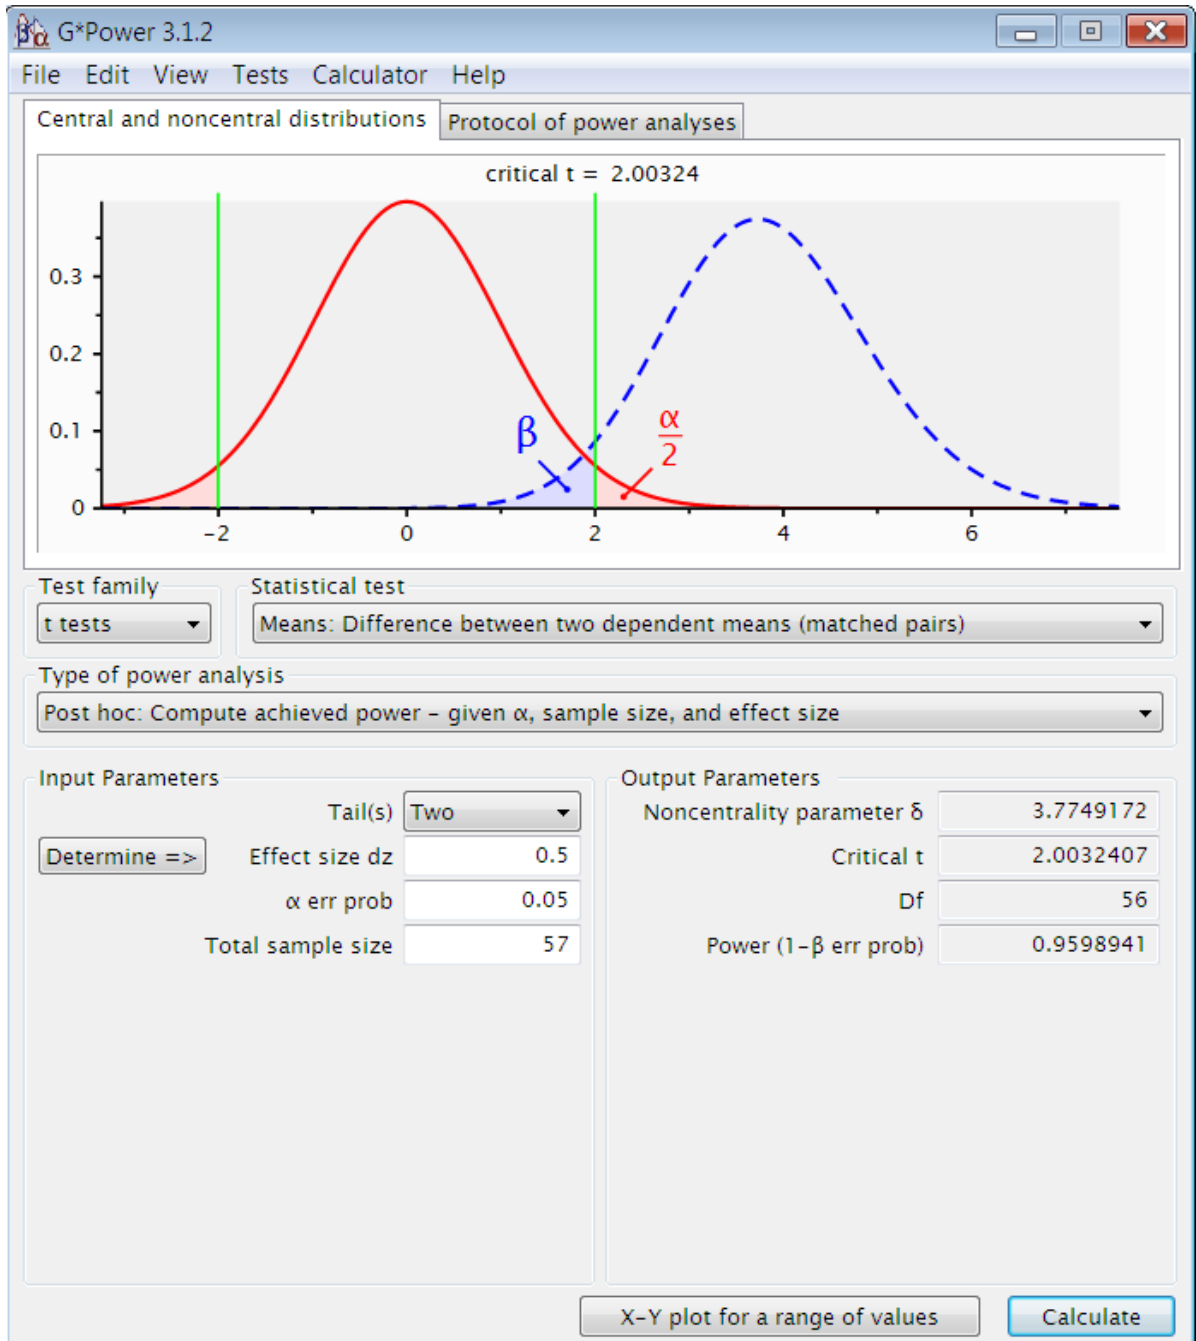 G*Power 3.1.2
File Edit View Tests Calculator Help
Central and noncentral distributions Protocol of power analyses
critical t = 2.00324
0.3
0.2
0.1
0
β
α
2
-2 0 2 4 6
Test family Statistical test
t tests Means: Difference between two dependent means (matched pairs)
Type of power analysis
Post hoc: Compute achieved power – given α, sample size, and effect size
Input Parameters Output Parameters
Tail(s) Two Noncentrality parameter δ 3.7749172
Determine => Effect size dz 0.5 Critical t 2.0032407
α err prob 0.05 Df 56
Total sample size 57 Power (1–β err prob) 0.9598941
X–Y plot for a range of values Calculate